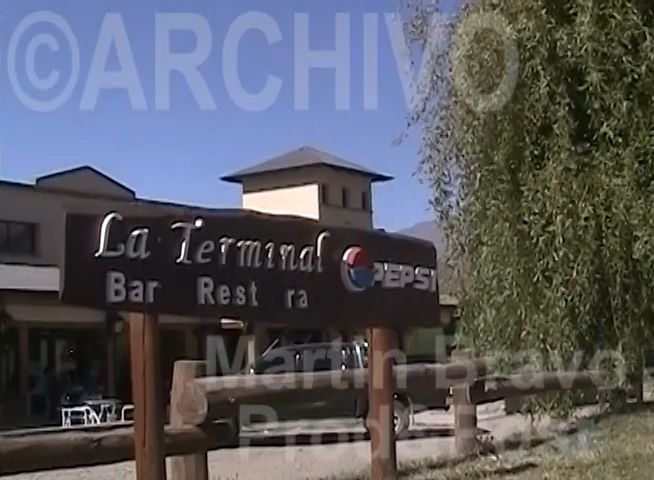 ©ARCHIVO
La Terminal
PEPSI
Bar Rest ra
Martin Bravo